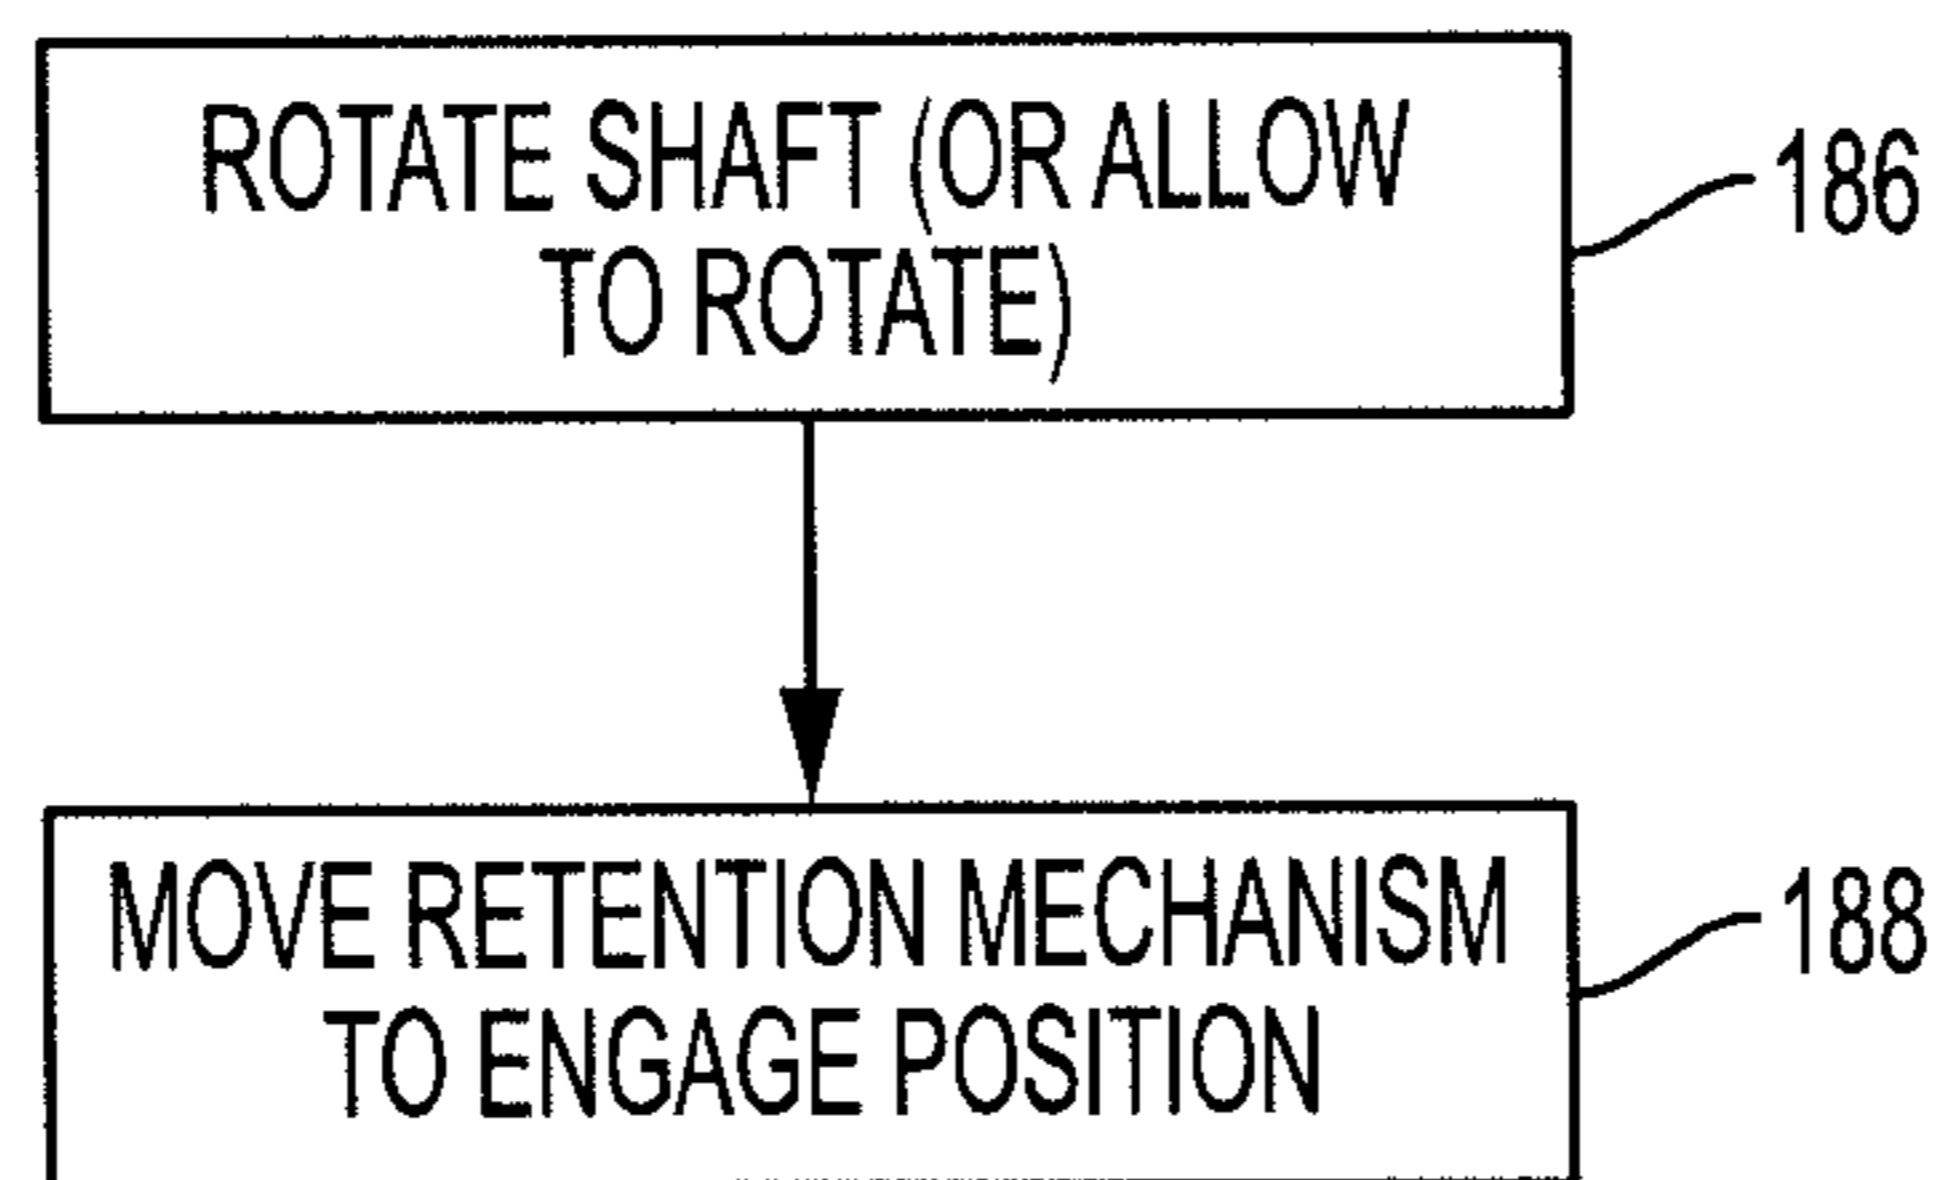 ROTATE SHAFT (OR ALLOW
TO ROTATE)
186
MOVE RETENTION MECHANISM
TO ENGAGE POSITION
188